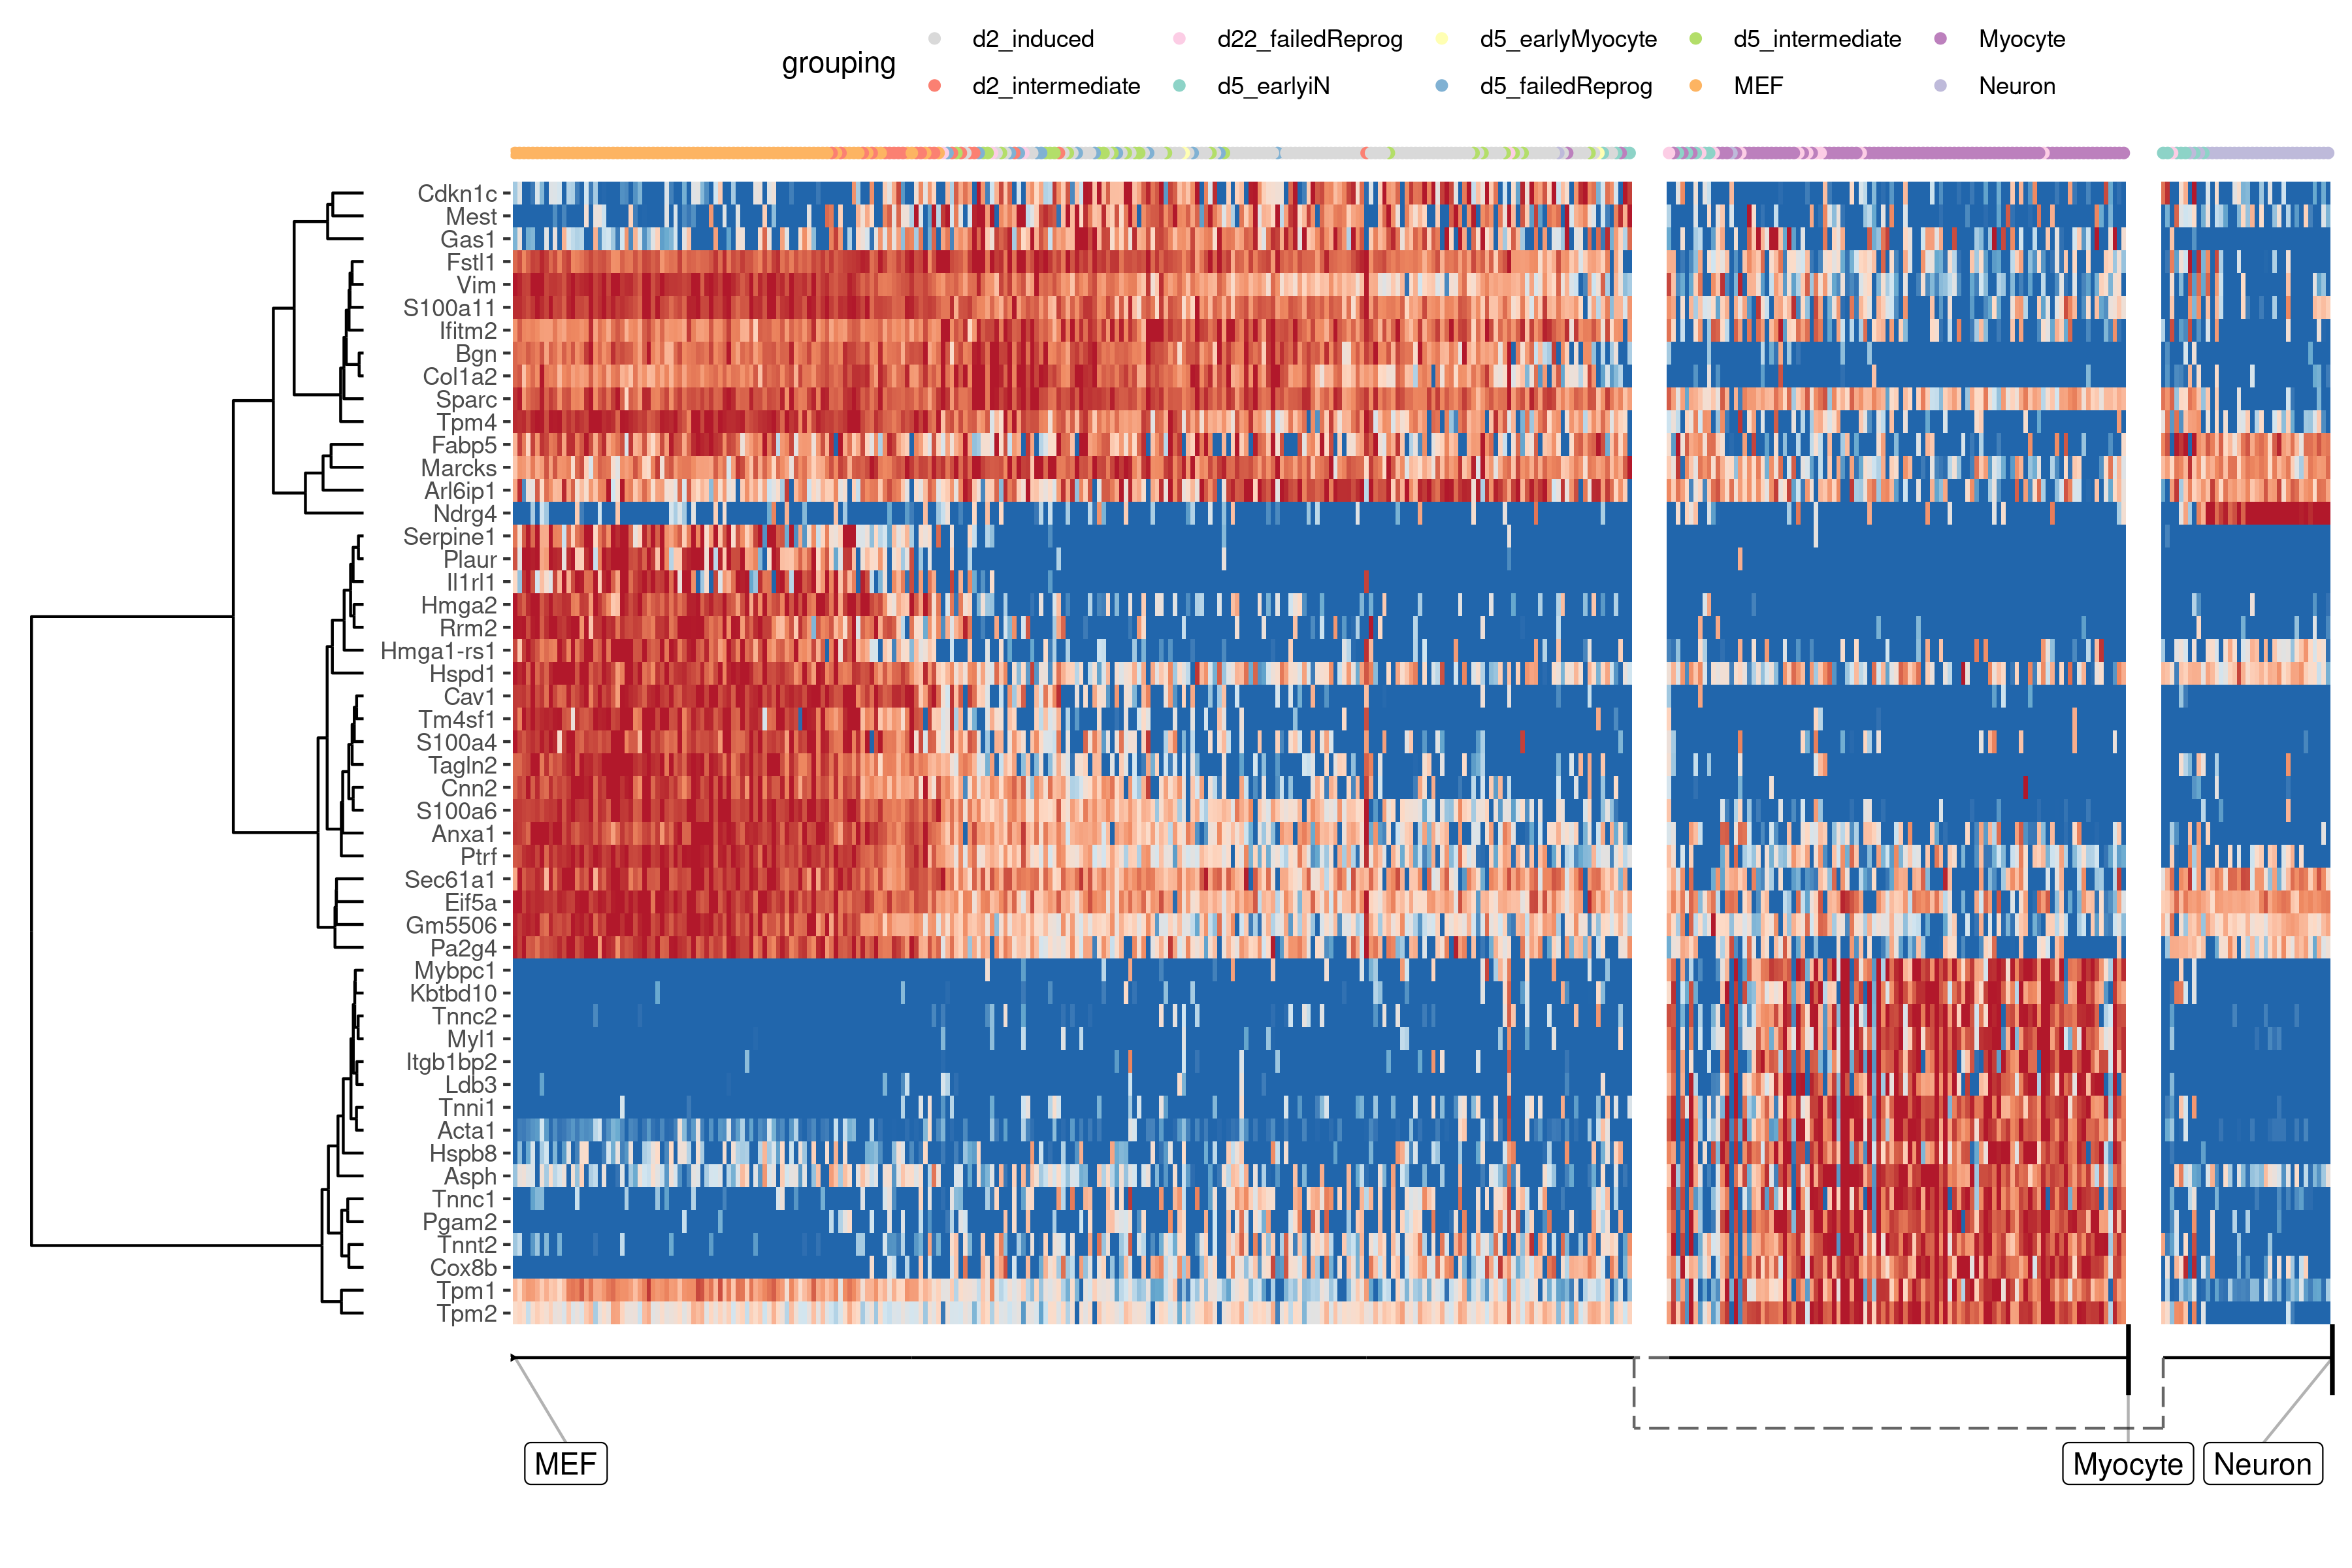 grouping
d2_induced d22_failedReprog d5_earlyMyocyte d5_intermediate Myocyte
d2_intermediate d5_earlyiN d5_failedReprog MEF Neuron
Cdkn1c
Mest
Gas1
Fstl1
Vim
S100a11
Ifitm2
Bgn
Col1a2
Sparc
Tpm4
Fabp5
Marcks
Arl6ip1
Ndrg4
Serpine1
Plaur
Il1rl1
Hmga2
Rrm2
Hmga1-rs1
Hspd1
Cav1
Tm4sf1
S100a4
Tagln2
Cnn2
S100a6
Anxa1
Ptrf
Sec61a1
Eif5a
Gm5506
Pa2g4
Mybpc1
Kbtbd10
Tnnc2
Myl1
Itgb1bp2
Ldb3
Tnni1
Acta1
Hspb8
Asph
Tnnc1
Pgam2
Tnnt2
Cox8b
Tpm1
Tpm2
MEF Myocyte Neuron